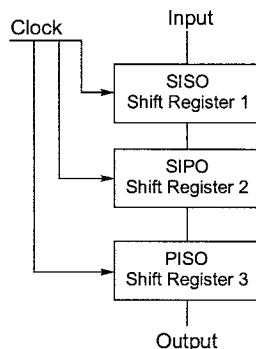 Clock
Input
SISO
Shift Register 1
SIPO
Shift Register 2
PISO
Shift Register 3
Output